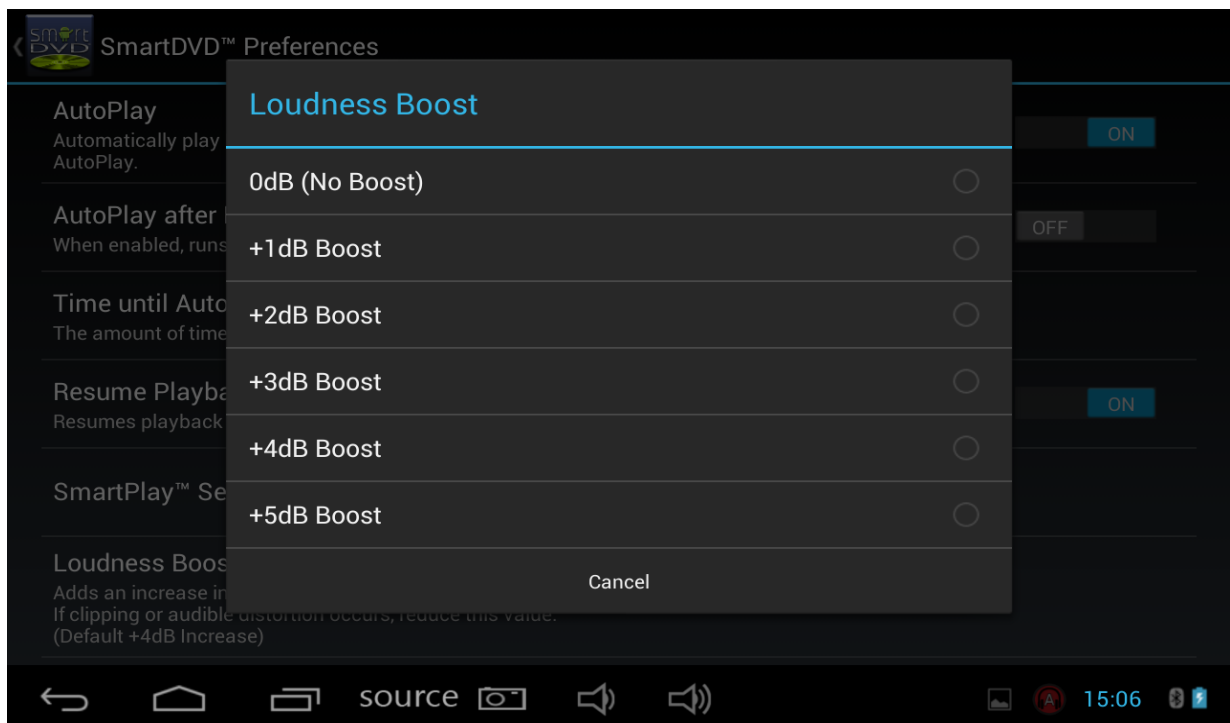 smart
DVD
SmartDVD™ Preferences
Loudness Boost
0dB (No Boost)
+1dB Boost
+2dB Boost
+3dB Boost
+4dB Boost
+5dB Boost
Cancel
AutoPlay
Automatically play
AutoPlay.
ON
AutoPlay after
When enabled, runs
OFF
Time until Auto
The amount of time
Resume Playba
Resumes playback
ON
SmartPlay™ Se
Loudness Boos
Adds an increase in
If clipping or audible distortion occurs, reduce this value.
(Default +4dB Increase)
source
A
15:06